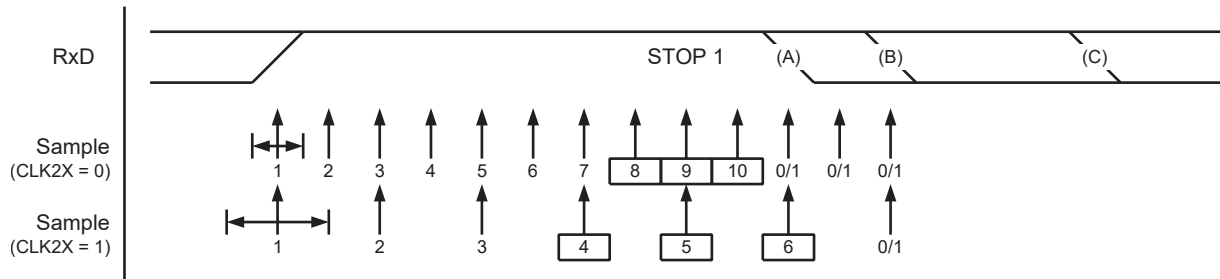 RxD
STOP 1
(A)
(B)
(C)
Sample
(CLK2X = 0)
1 2 3 4 5 6 7 8 9 10 0/1 0/1 0/1
Sample
(CLK2X = 1)
1 2 3 4 5 6 0/1